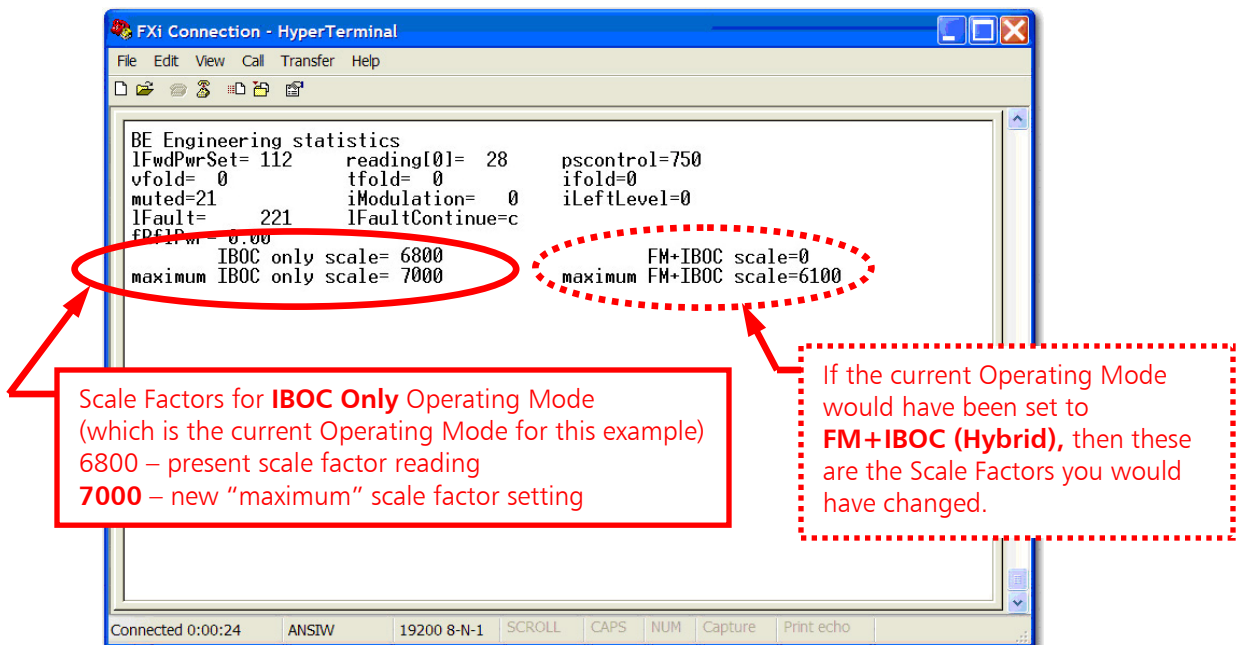 FXi Connection - HyperTerminal
File Edit View Call Transfer Help
BE Engineering statistics
lFwdPwrSet= 112 reading[0]= 28 pscontrol=750
vfold= 0 tfold= 0 ifold=0
muted=21 iModulation= 0 iLeftLevel=0
lFault= 221 lFaultContinue=c
fRflPwr= 0.00
IBOC only scale= 6800 FM+IBOC scale=0
maximum IBOC only scale= 7000 maximum FM+IBOC scale=6100
Scale Factors for IBOC Only Operating Mode
(which is the current Operating Mode for this example)
6800 – present scale factor reading
7000 – new “maximum” scale factor setting
If the current Operating Mode
would have been set to
FM+IBOC (Hybrid), then these
are the Scale Factors you would
have changed.
Connected 0:00:24 ANSIW 19200 8-N-1 SCROLL CAPS NUM Capture Print echo